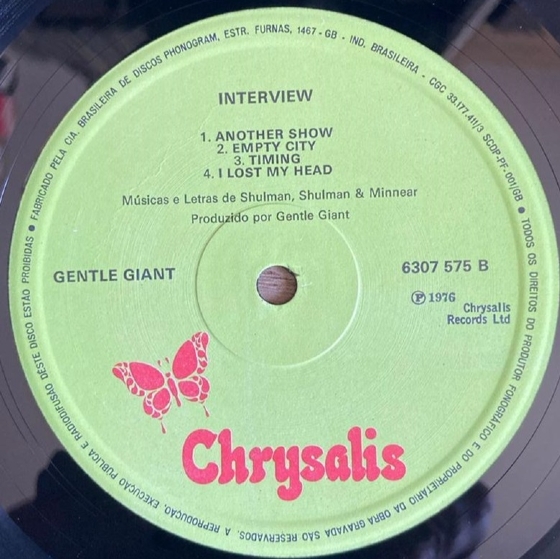 FABRICADO PELA CIA. BRASILEIRA DE DISCOS PHONOGRAM, ESTR. FURNAS, 1467 - GB - IND. BRASILEIRA - CGC 33.177.411/3 SCDP-PF-001/GB ● TODOS OS DIREITOS DO PRODUTOR FONOGRÁFICO E DO PROPRIETÁRIO DA OBRA GRAVADA SÃO RESERVADOS. A REPRODUÇÃO, EXECUÇÃO PÚBLICA E RADIODIFUSÃO DESTE DISCO ESTÃO PROIBIDAS ●
INTERVIEW
1. ANOTHER SHOW
2. EMPTY CITY
3. TIMING
4. I LOST MY HEAD
Músicas e Letras de Shulman, Shulman & Minnear
Produzido por Gentle Giant
GENTLE GIANT
6307 575 B
Ⓟ 1976
Chrysalis
Records Ltd
Chrysalis